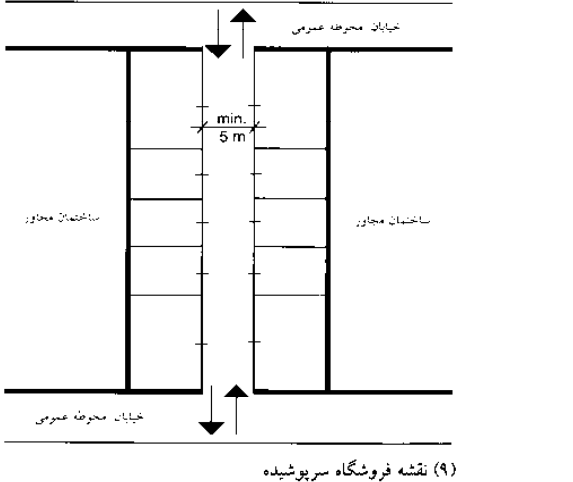 خیابان محوطه عمومی
min.
5 m
ساختمان مجاور
ساختمان مجاور
خیابان محوطه عمومی
(۹) نقشه فروشگاه سرپوشیده